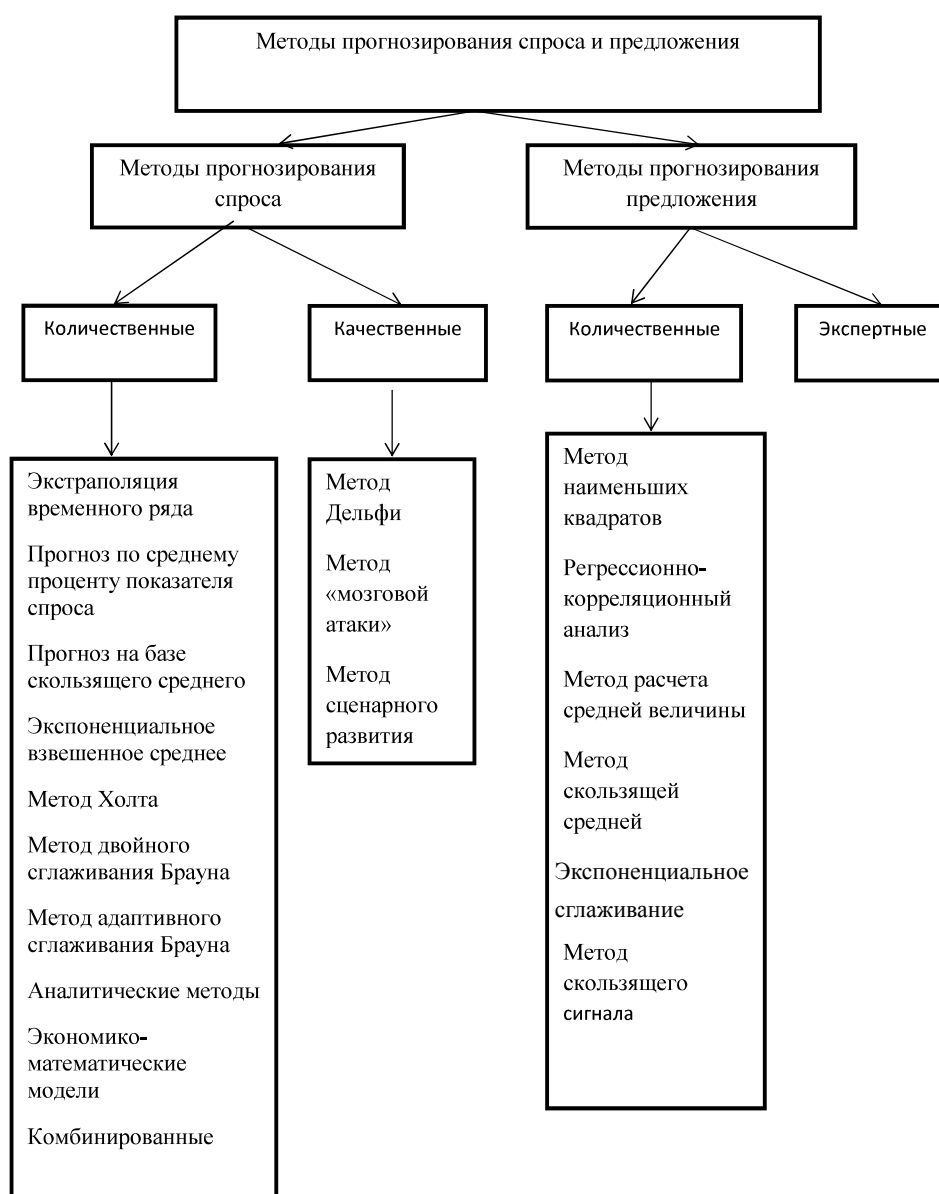 Методы прогнозирования спроса и предложения
Методы прогнозирования
спроса
Методы прогнозирования
предложения
Количественные
Качественные
Количественные
Экспертные
Экстраполяция
временного ряда
Прогноз по среднему
проценту показателя
спроса
Прогноз на базе
скользящего среднего
Экспоненциальное
взвешенное среднее
Метод Холта
Метод двойного
сглаживания Брауна
Метод адаптивного
сглаживания Брауна
Аналитические методы
Экономико-
математические
модели
Комбинированные
Метод
Дельфи
Метод
«мозговой
атаки»
Метод
сценарного
развития
Метод
наименьших
квадратов
Регрессионно-
корреляционный
анализ
Метод расчета
средней величины
Метод
скользящей
средней
Экспоненциальное
сглаживание
Метод
скользящего
сигнала